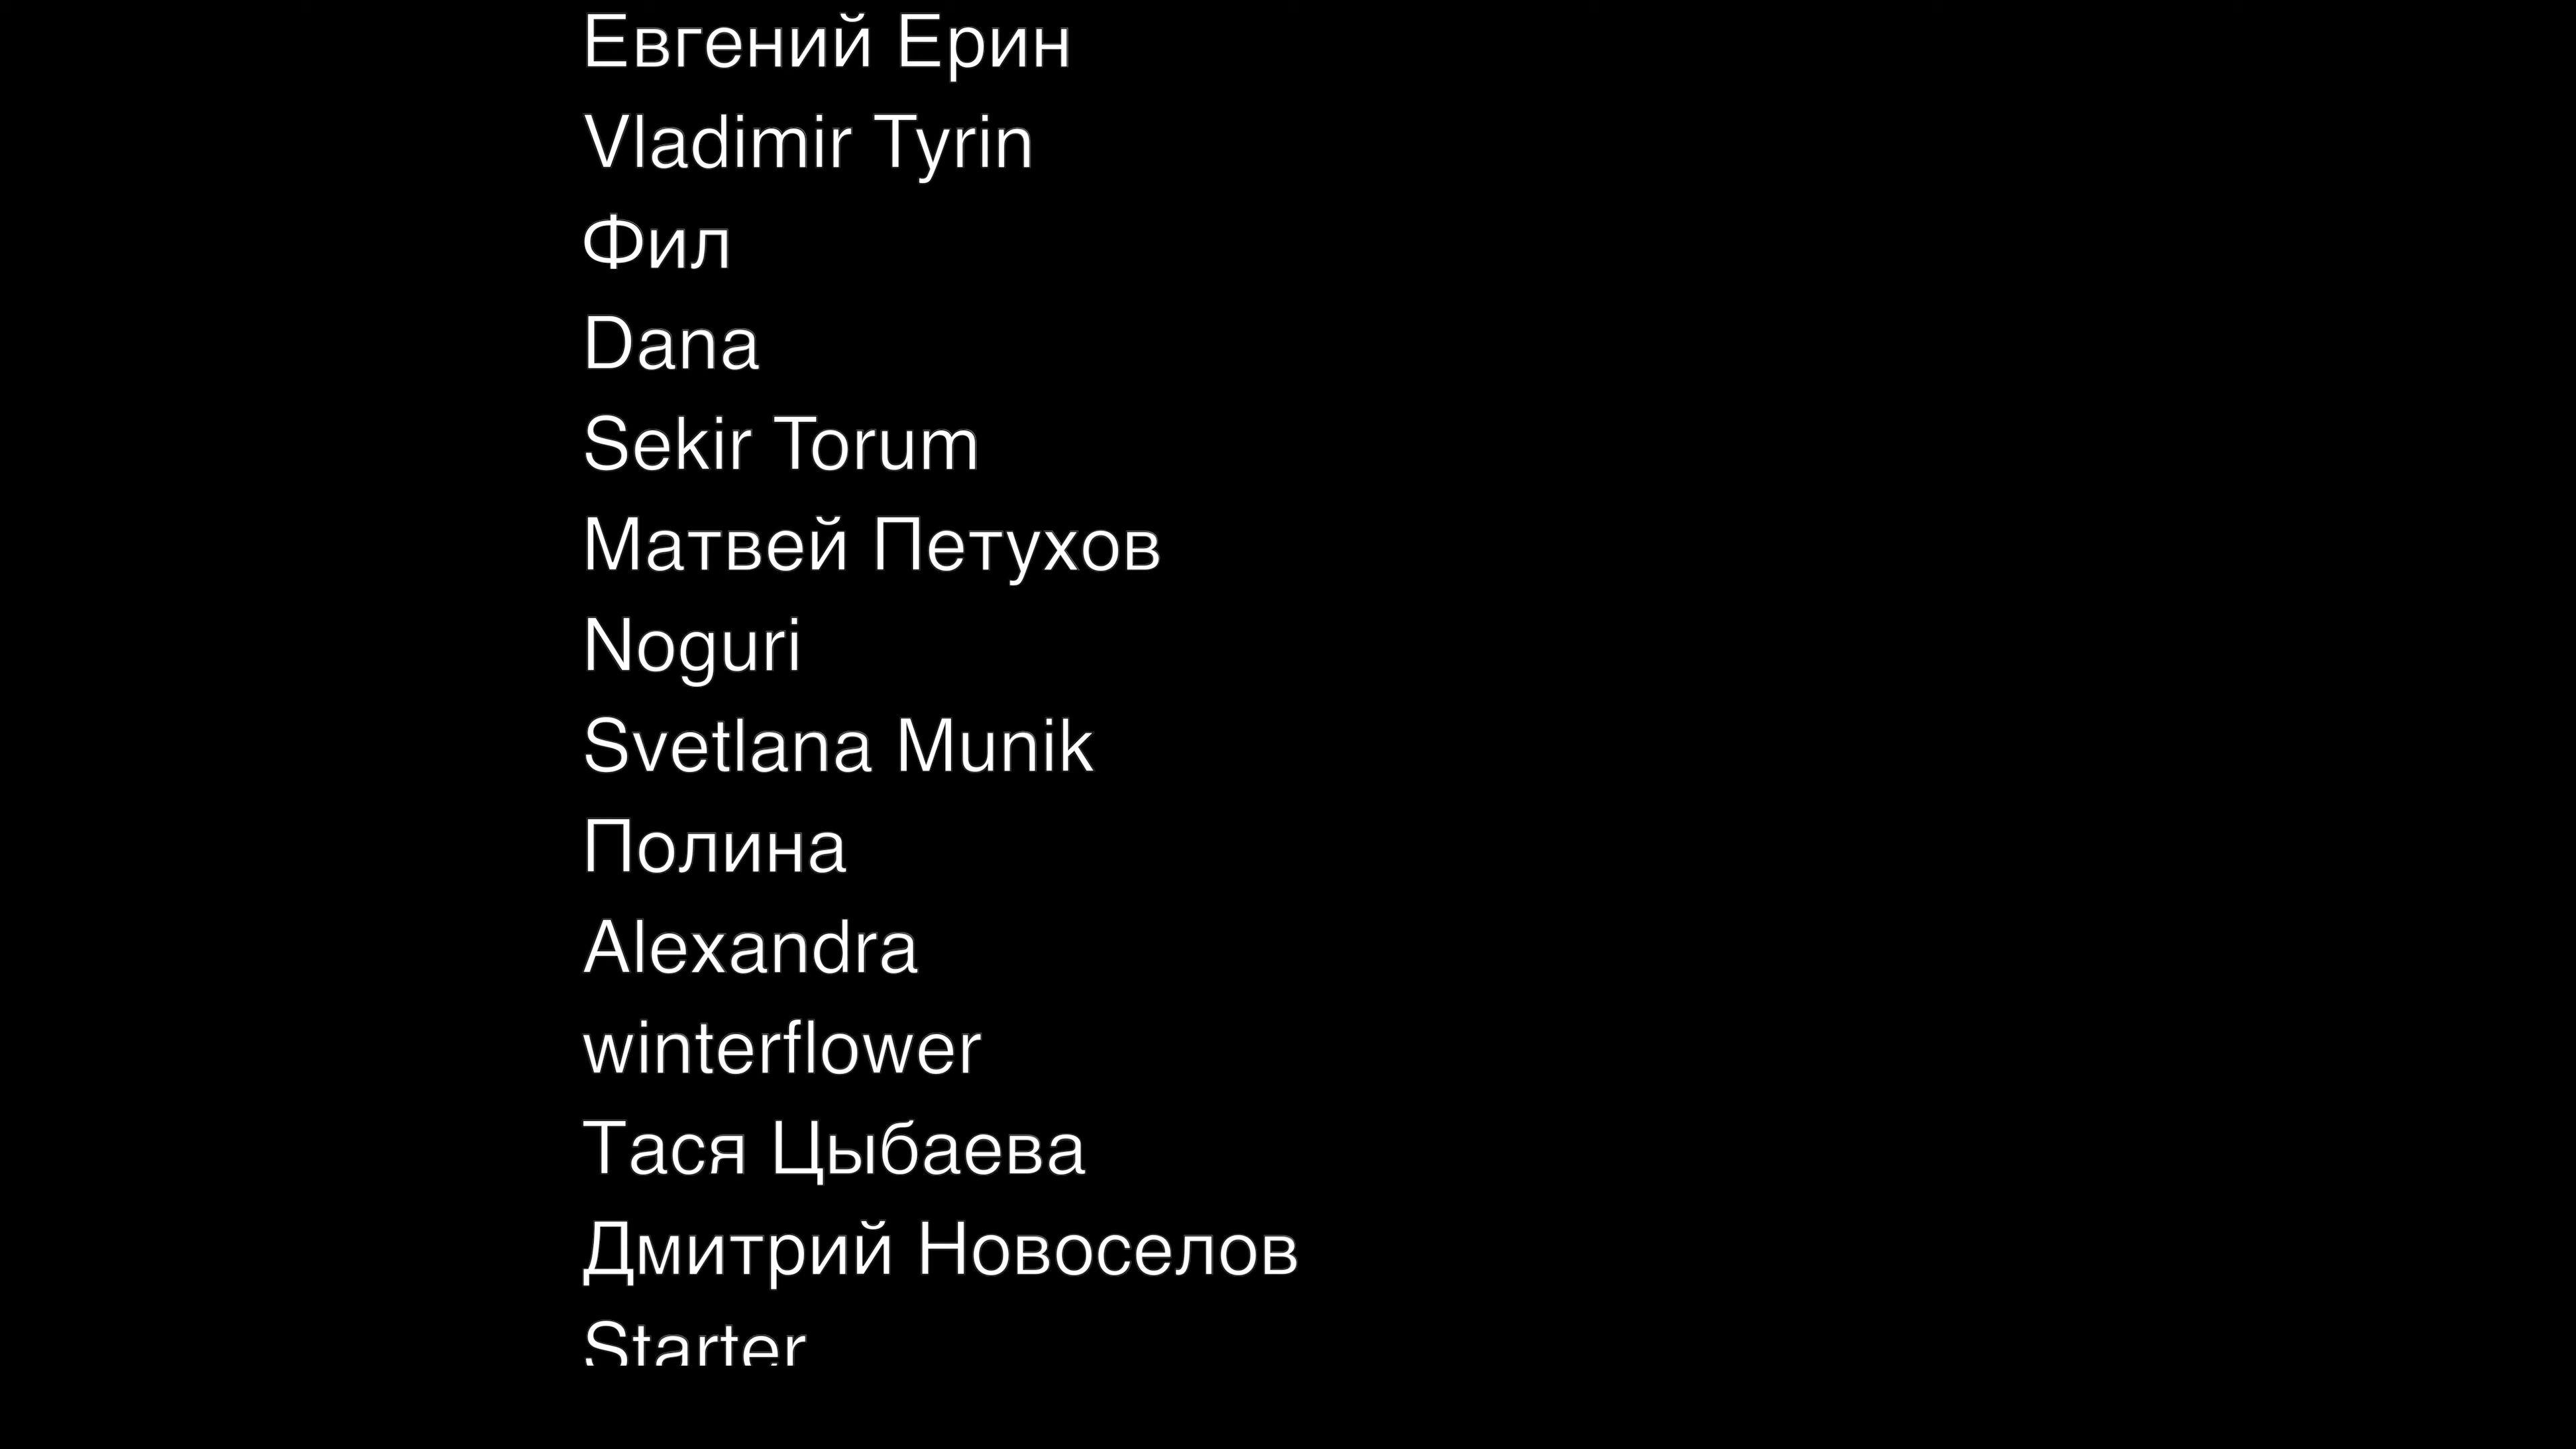 Евгений Ерин
Vladimir Tyrin
Фил
Dana
Sekir Torum
Матвей Петухов
Noguri
Svetlana Munik
Полина
Alexandra
winterflower
Тася Цыбаева
Дмитрий Новоселов
Starter